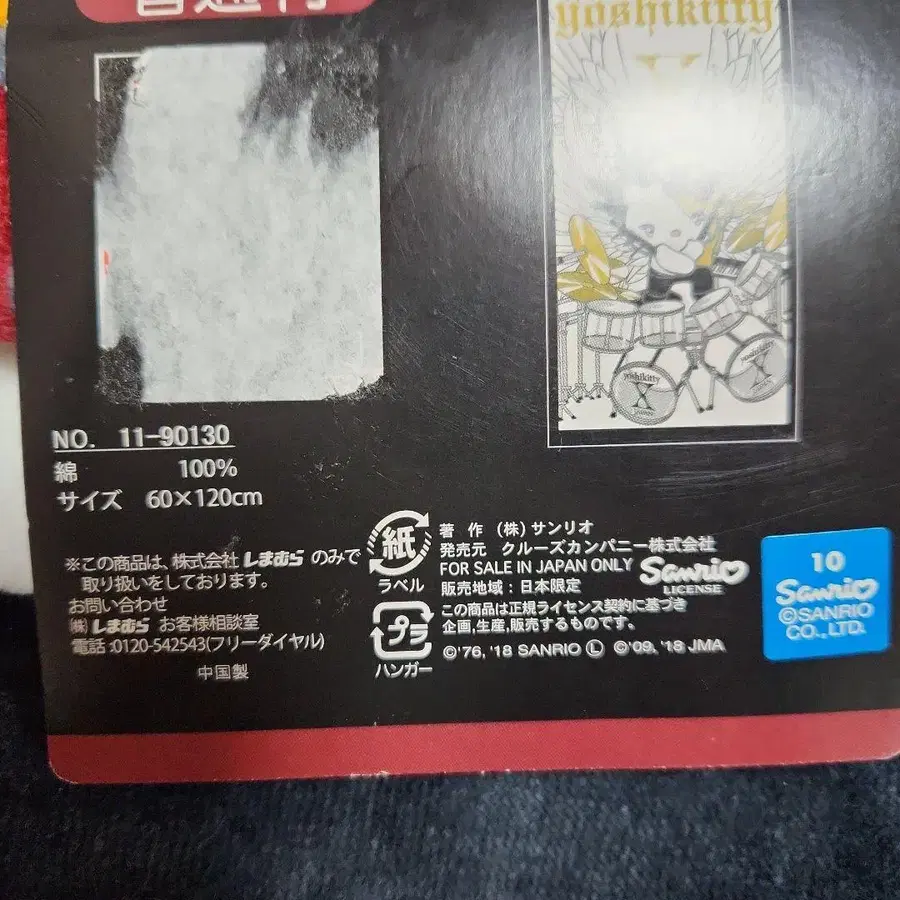 yoshikitty
yoshikitty
X
yoshikitty
X
NO. 11-90130
綿 100%
サイズ 60×120cm
※この商品は、株式会社 しまむら のみで
取り扱いをしております。
お問い合わせ
㈱ しまむら お客様相談室
電話:0120-542543(フリーダイヤル)
中国製
紙
ラベル
プラ
ハンガー
著 作 (株) サンリオ
発売元 クルーズカンパニー株式会社
FOR SALE IN JAPAN ONLY
販売地域:日本限定
Sanrio
LICENSE
この商品は正規ライセンス契約に基づき
企画,生産,販売するものです。
©'76, '18 SANRIO Ⓛ ©'09, '18 JMA
10
Sanrio
©SANRIO
CO.,LTD.